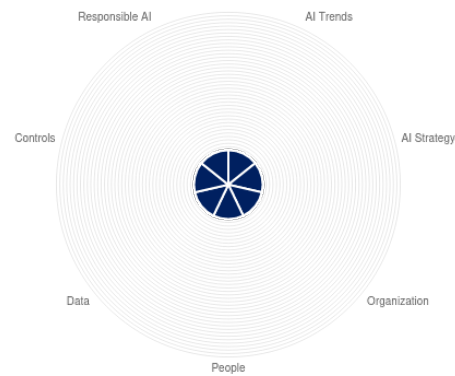 Responsible AI
AI Trends
Controls
AI Strategy
Data
Organization
People